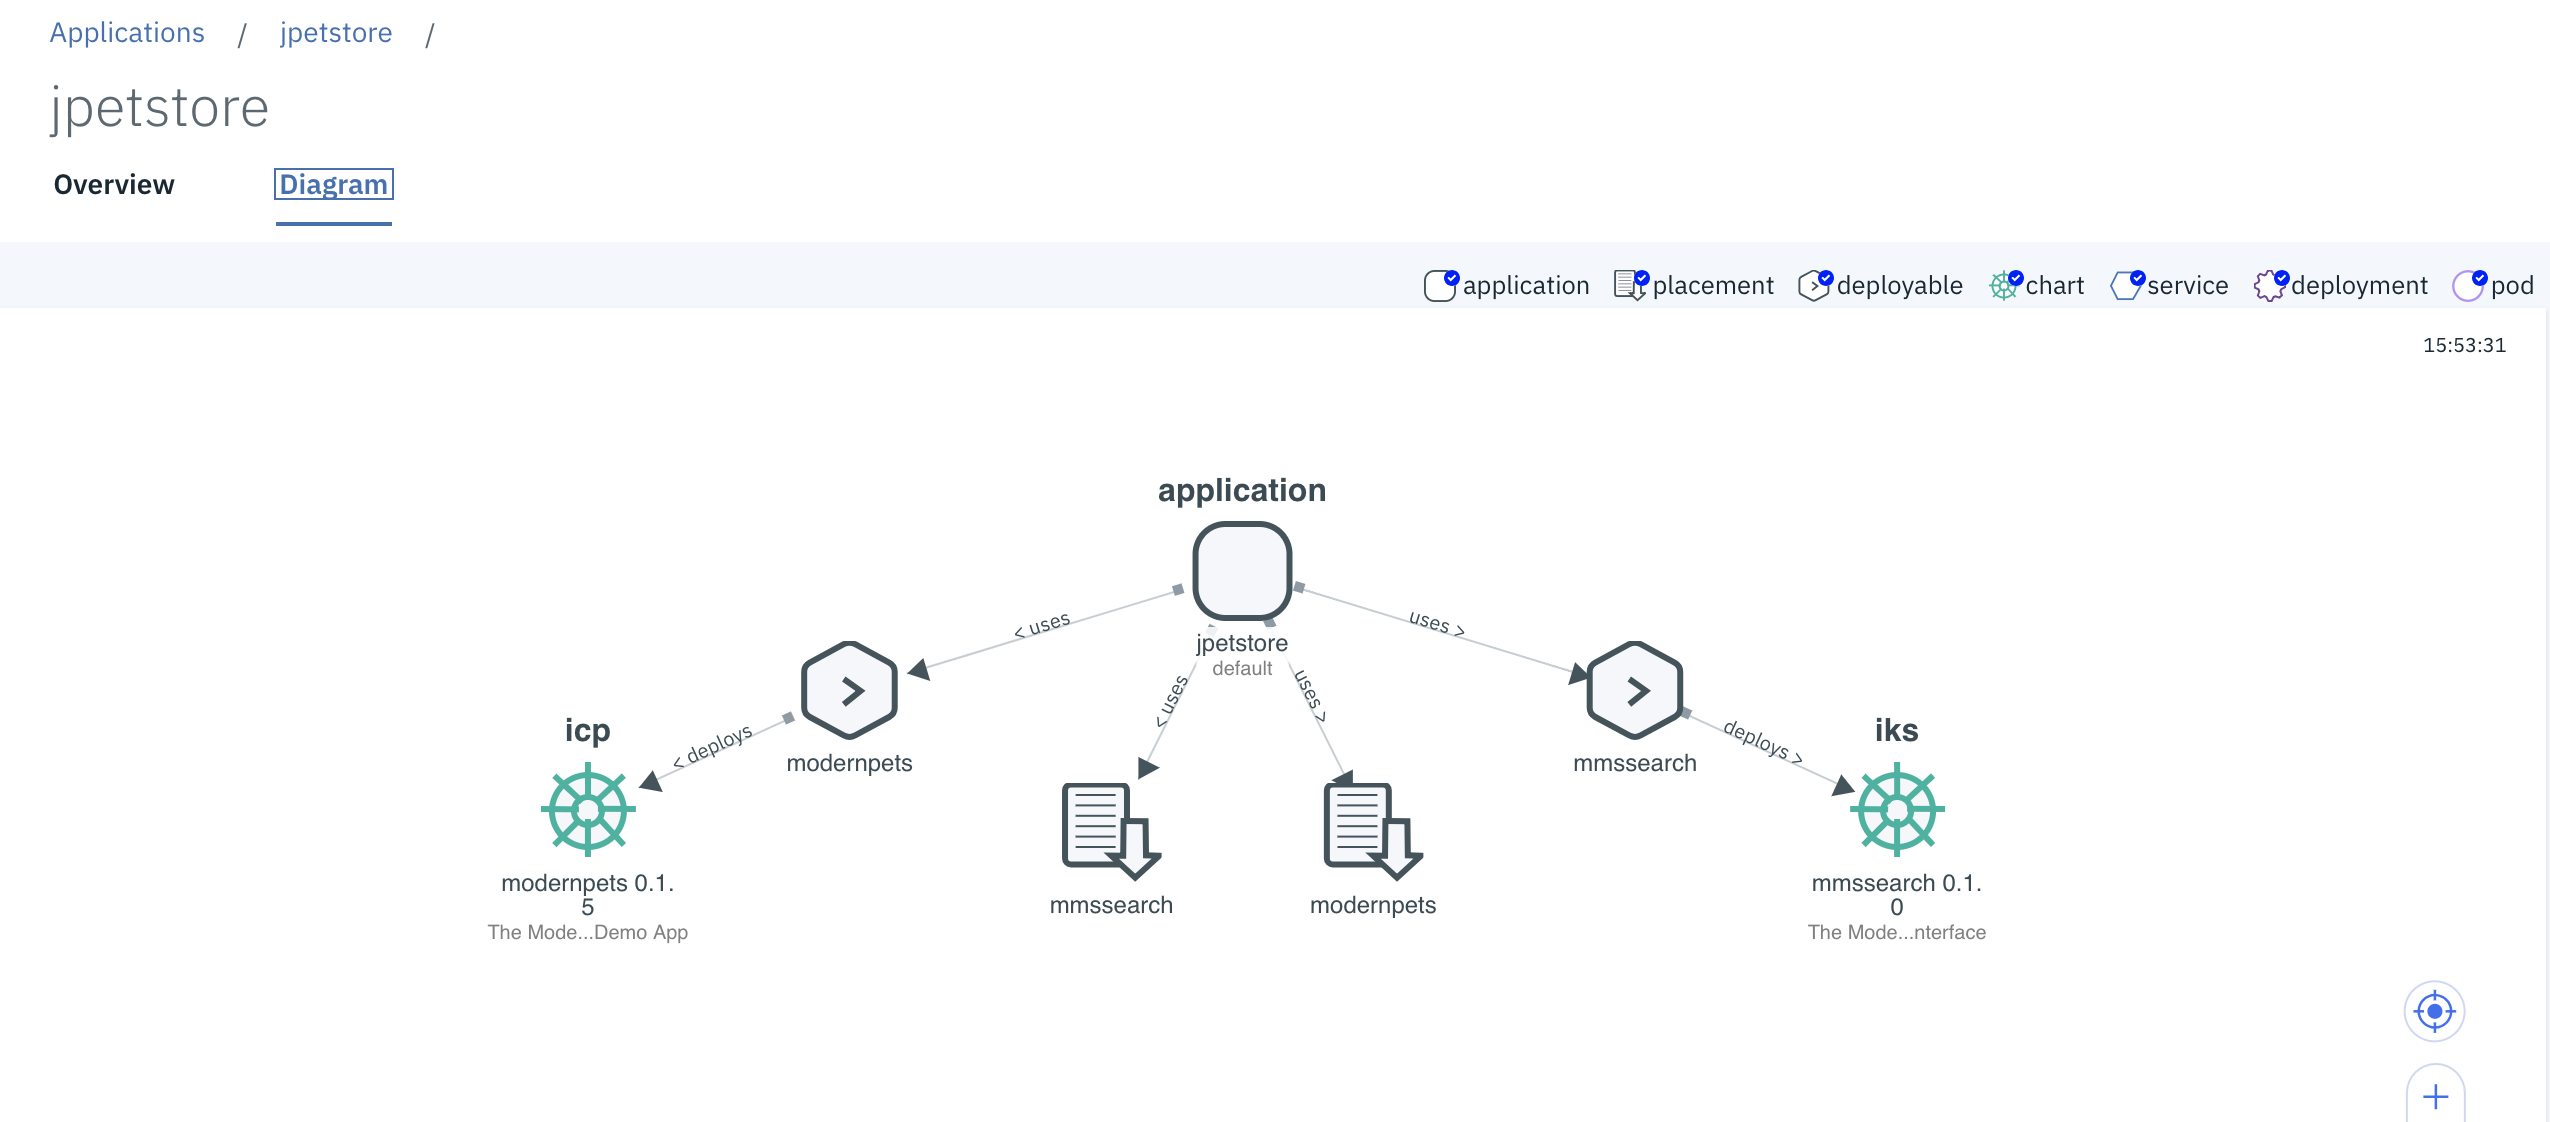 Applications / jpetstore /
jpetstore
Overview Diagram
application placement deployable chart service deployment pod
15:53:31
application
jpetstore
default
< uses
uses >
< uses
uses >
modernpets
mmssearch
< deploys
deploys >
icp
iks
modernpets 0.1.
5
The Mode...Demo App
mmssearch
modernpets
mmssearch 0.1.
0
The Mode...nterface